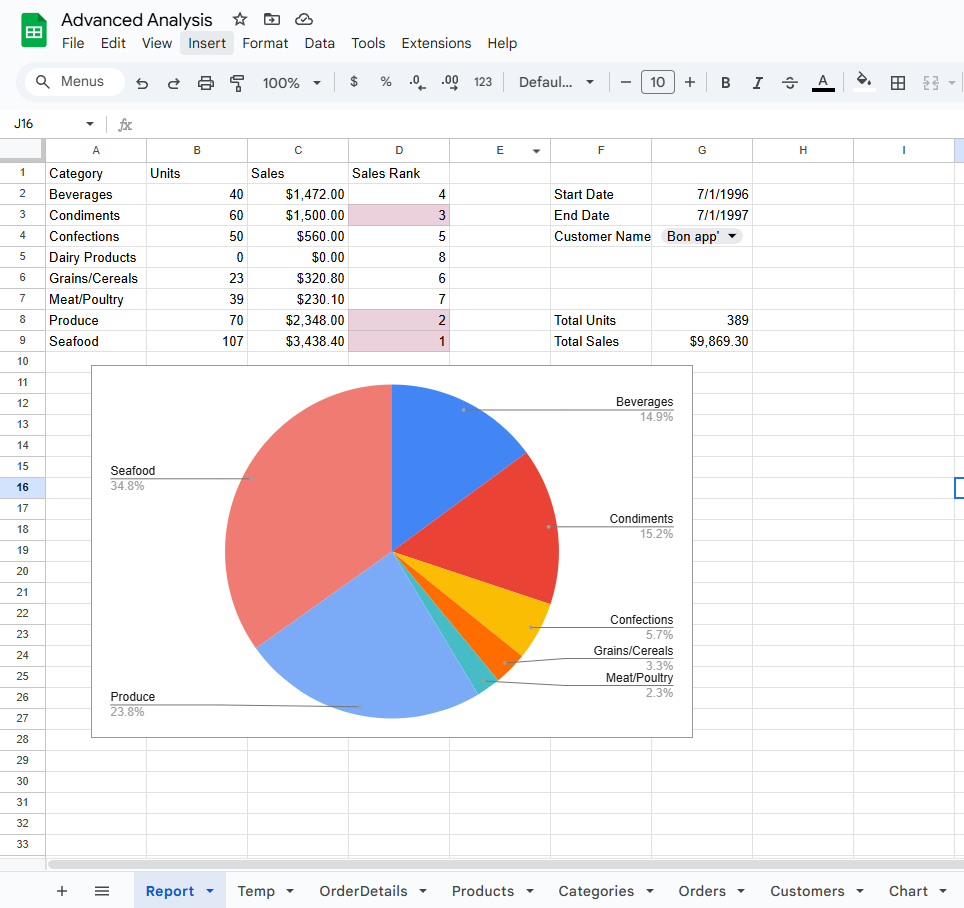 Advanced Analysis
File Edit View Insert Format Data Tools Extensions Help
Menus 100% $ % .0 .00 123 Defaul... − 10 + B I A
J16 fx
A B C D E F G H I
1 Category Units Sales Sales Rank
2 Beverages 40 $1,472.00 4 Start Date 7/1/1996
3 Condiments 60 $1,500.00 3 End Date 7/1/1997
4 Confections 50 $560.00 5 Customer Name Bon app'
5 Dairy Products 0 $0.00 8
6 Grains/Cereals 23 $320.80 6
7 Meat/Poultry 39 $230.10 7
8 Produce 70 $2,348.00 2 Total Units 389
9 Seafood 107 $3,438.40 1 Total Sales $9,869.30
10
11
12
13
14
15
16
17
18
19
20
21
22
23
24
25
26
27
28
29
30
31
32
33
Beverages
14.9%
Seafood
34.8%
Condiments
15.2%
Confections
5.7%
Grains/Cereals
3.3%
Meat/Poultry
2.3%
Produce
23.8%
+ Report Temp OrderDetails Products Categories Orders Customers Chart